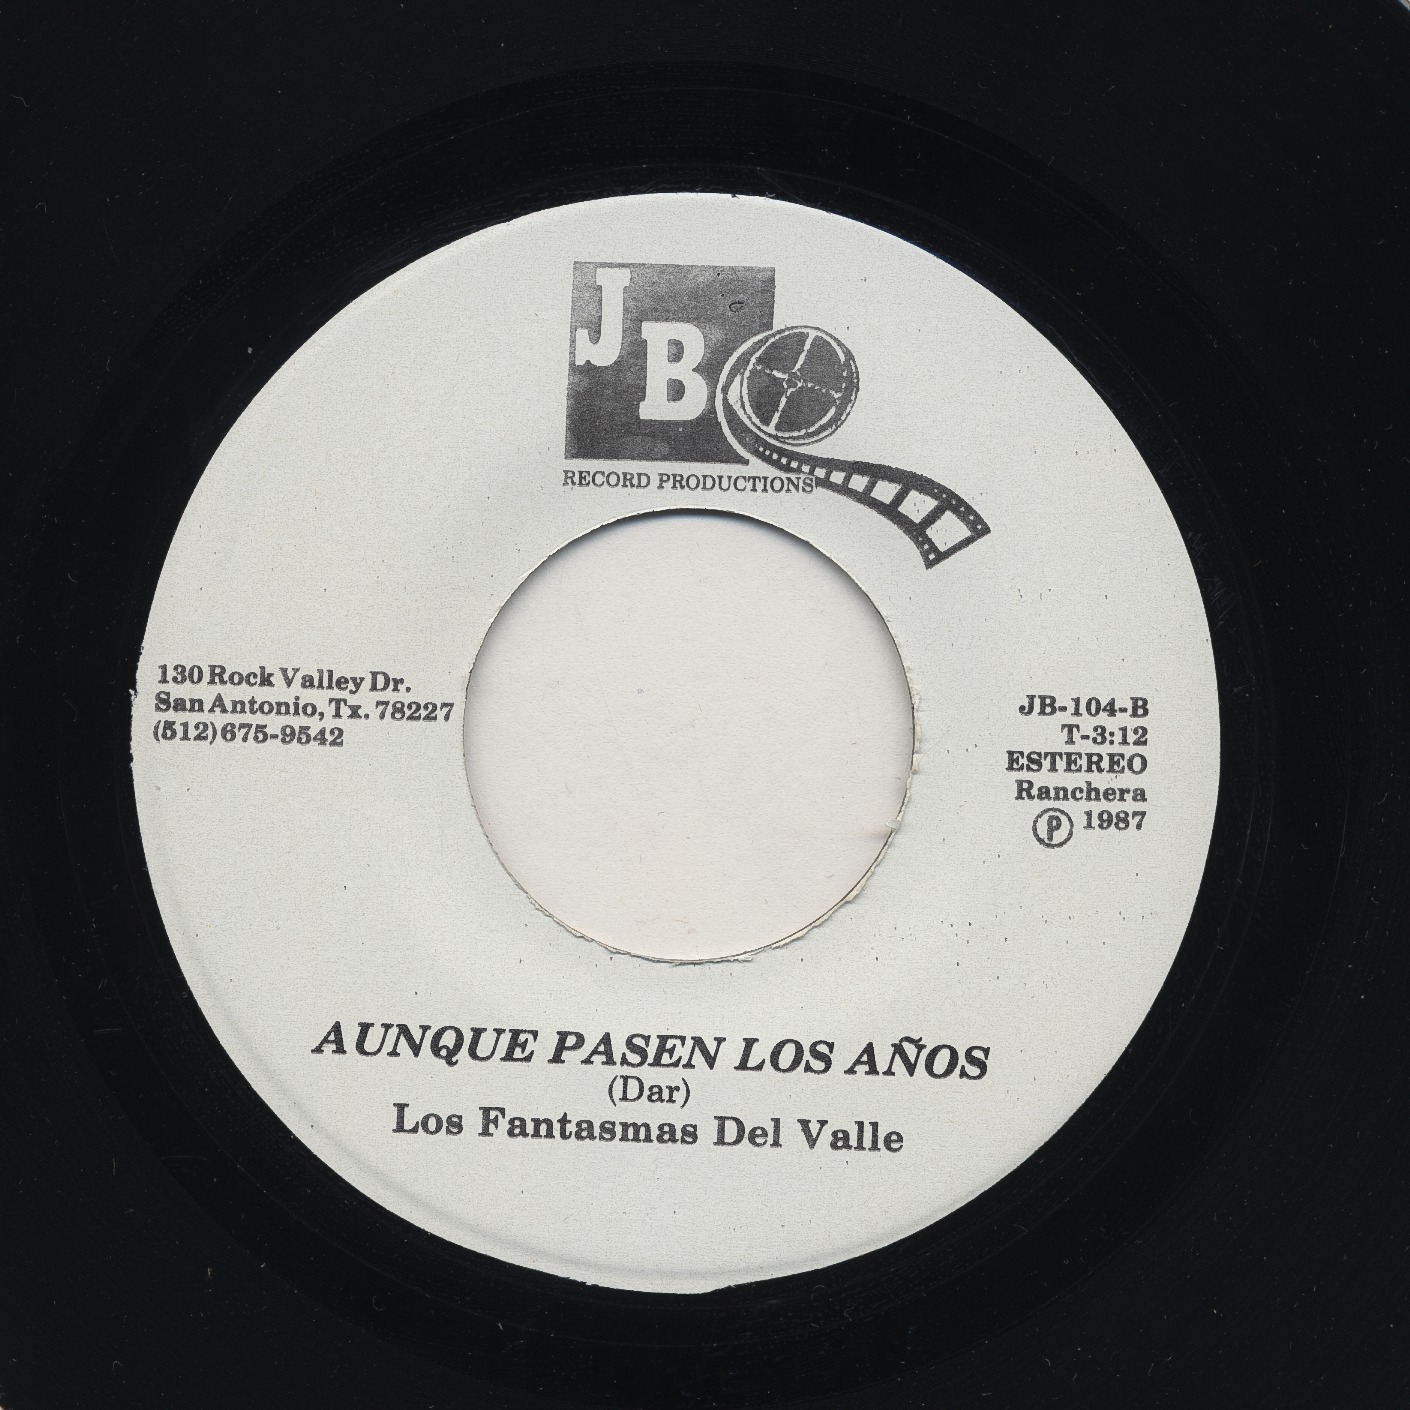 JB
RECORD PRODUCTIONS
130 Rock Valley Dr.
San Antonio, Tx. 78227
(512)675-9542
JB-104-B
T-3:12
ESTEREO
Ranchera
Ⓟ 1987
AUNQUE PASEN LOS AÑOS
(Dar)
Los Fantasmas Del Valle